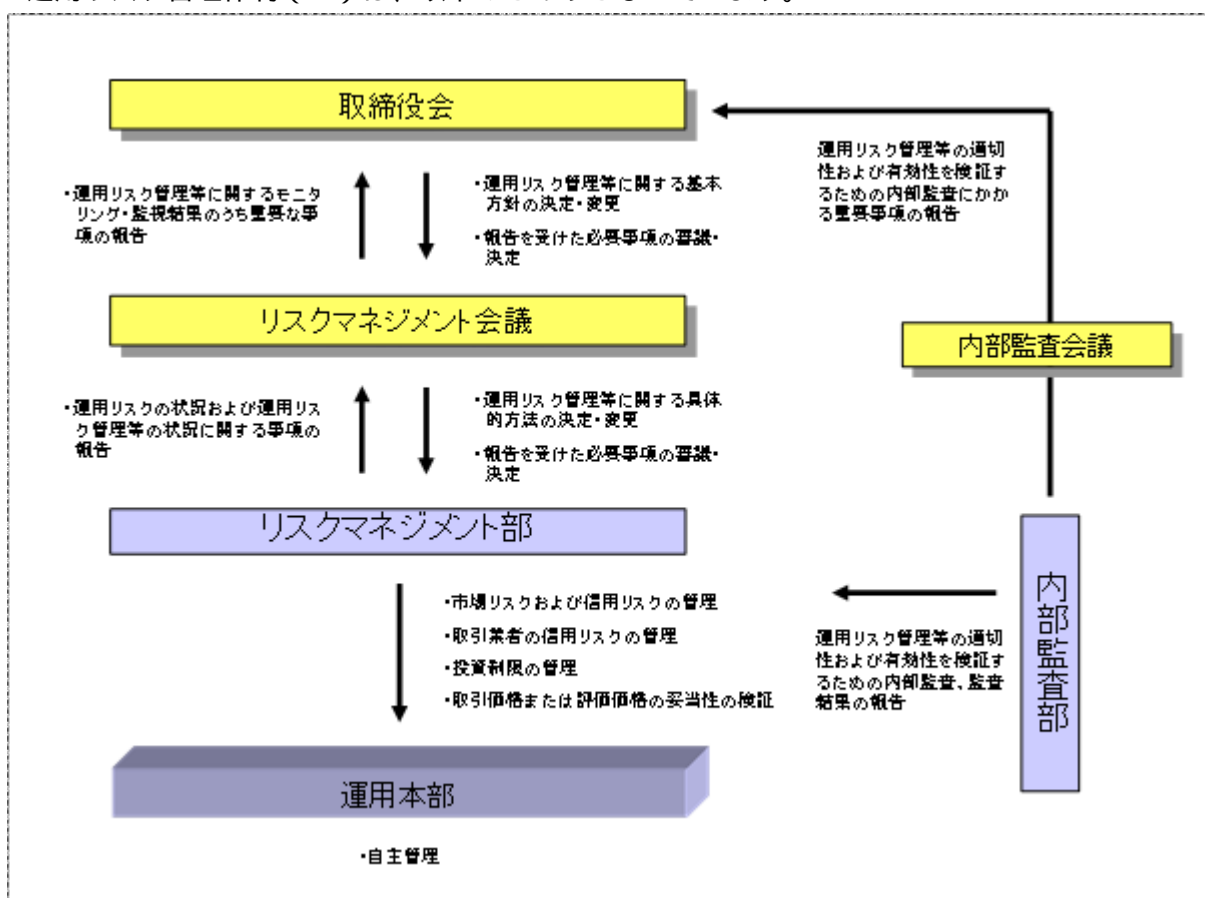 取締役会
・運用リスク管理等に関するモニタ
リング・監視結果のうち重要な事
項の報告
・運用リスク管理等に関する基本
方針の決定・変更
・報告を受けた必要事項の審議・
決定
運用リスク管理等の適切
性および有効性を検証す
るための内部監査にかか
る重要事項の報告
リスクマネジメント会議
内部監査会議
・運用リスクの状況および運用リス
ク管理等の状況に関する事項の
報告
・運用リスク管理等に関する具体
的方法の決定・変更
・報告を受けた必要事項の審議・
決定
リスクマネジメント部
・市場リスクおよび信用リスクの管理
・取引業者の信用リスクの管理
・投資制限の管理
・取引価格または評価価格の妥当性の検証
運用リスク管理等の適切
性および有効性を検証す
るための内部監査、監査
結果の報告
内部監査部
運用本部
・自主管理